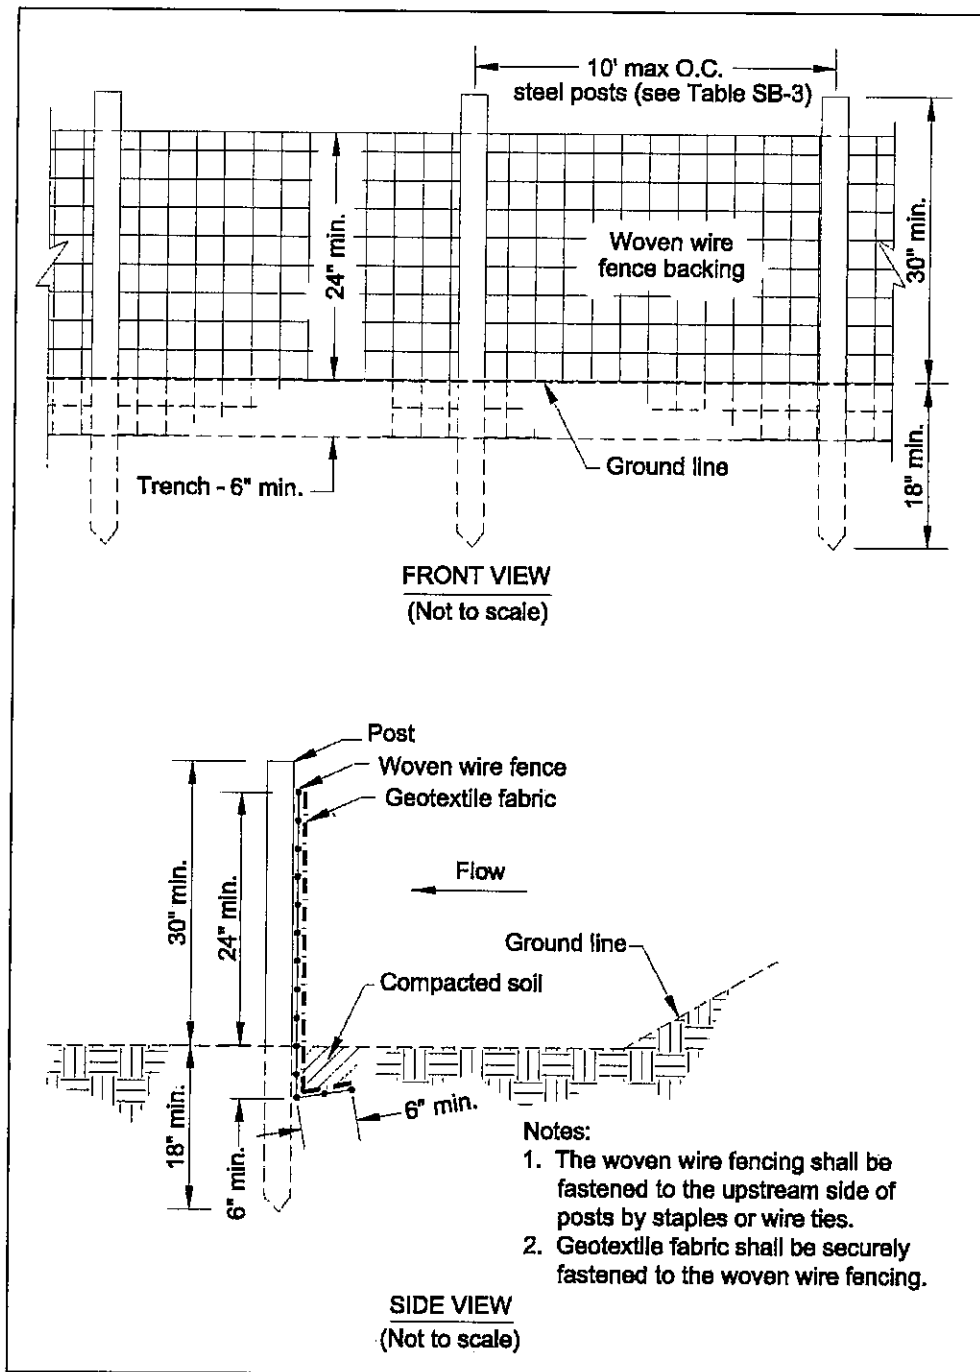 10' max O.C.
steel posts (see Table SB-3)
24" min.
Woven wire
fence backing
30" min.
Trench - 6" min.
Ground line
18" min.
FRONT VIEW
(Not to scale)
Post
Woven wire fence
Geotextile fabric
30" min.
24" min.
Flow
Ground line
Compacted soil
18" min.
6" min.
6" min.
Notes:
1. The woven wire fencing shall be
fastened to the upstream side of
posts by staples or wire ties.
2. Geotextile fabric shall be securely
fastened to the woven wire fencing.
SIDE VIEW
(Not to scale)